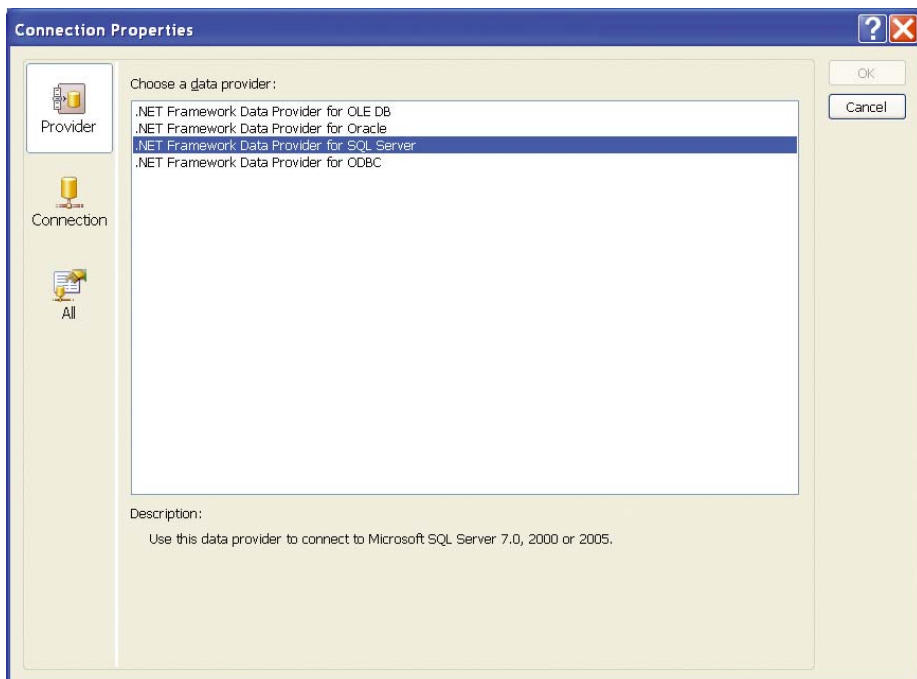 Connection Properties
?
Provider
Connection
All
Choose a data provider:
.NET Framework Data Provider for OLE DB
.NET Framework Data Provider for Oracle
.NET Framework Data Provider for SQL Server
.NET Framework Data Provider for ODBC
Description:
Use this data provider to connect to Microsoft SQL Server 7.0, 2000 or 2005.
OK
Cancel